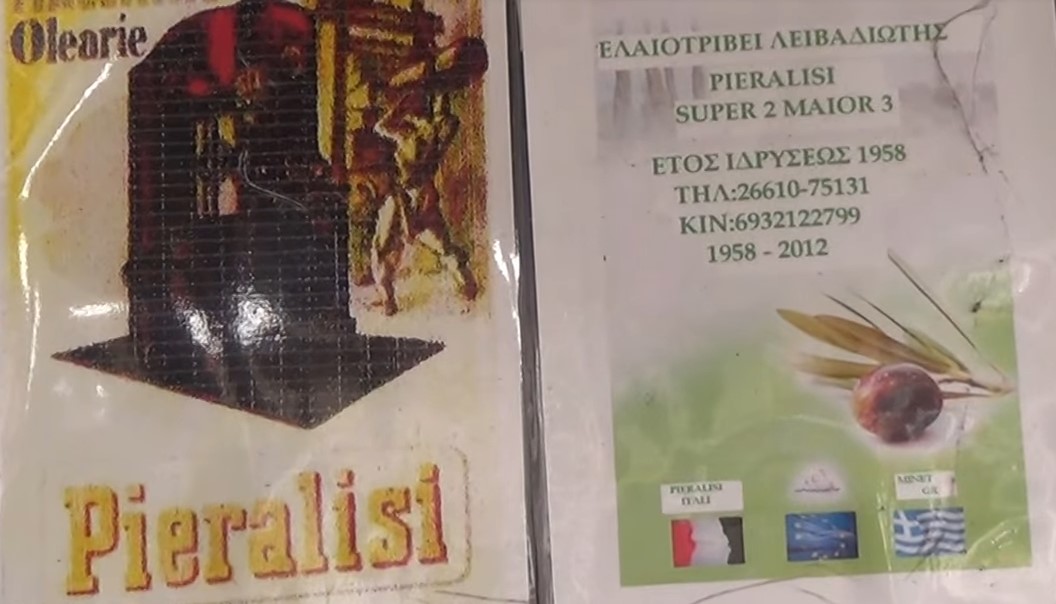 Olearie
Pieralisi
ΕΛΑΙΟΤΡΙΒΕΙ ΛΕΙΒΑΔΙΩΤΗΣ
PIERALISI
SUPER 2 MAIOR 3
ΕΤΟΣ ΙΔΡΥΣΕΩΣ 1958
ΤΗΛ:26610-75131
ΚΙΝ:6932122799
1958 - 2012
PIERALISI
ITALI
MINET
GR